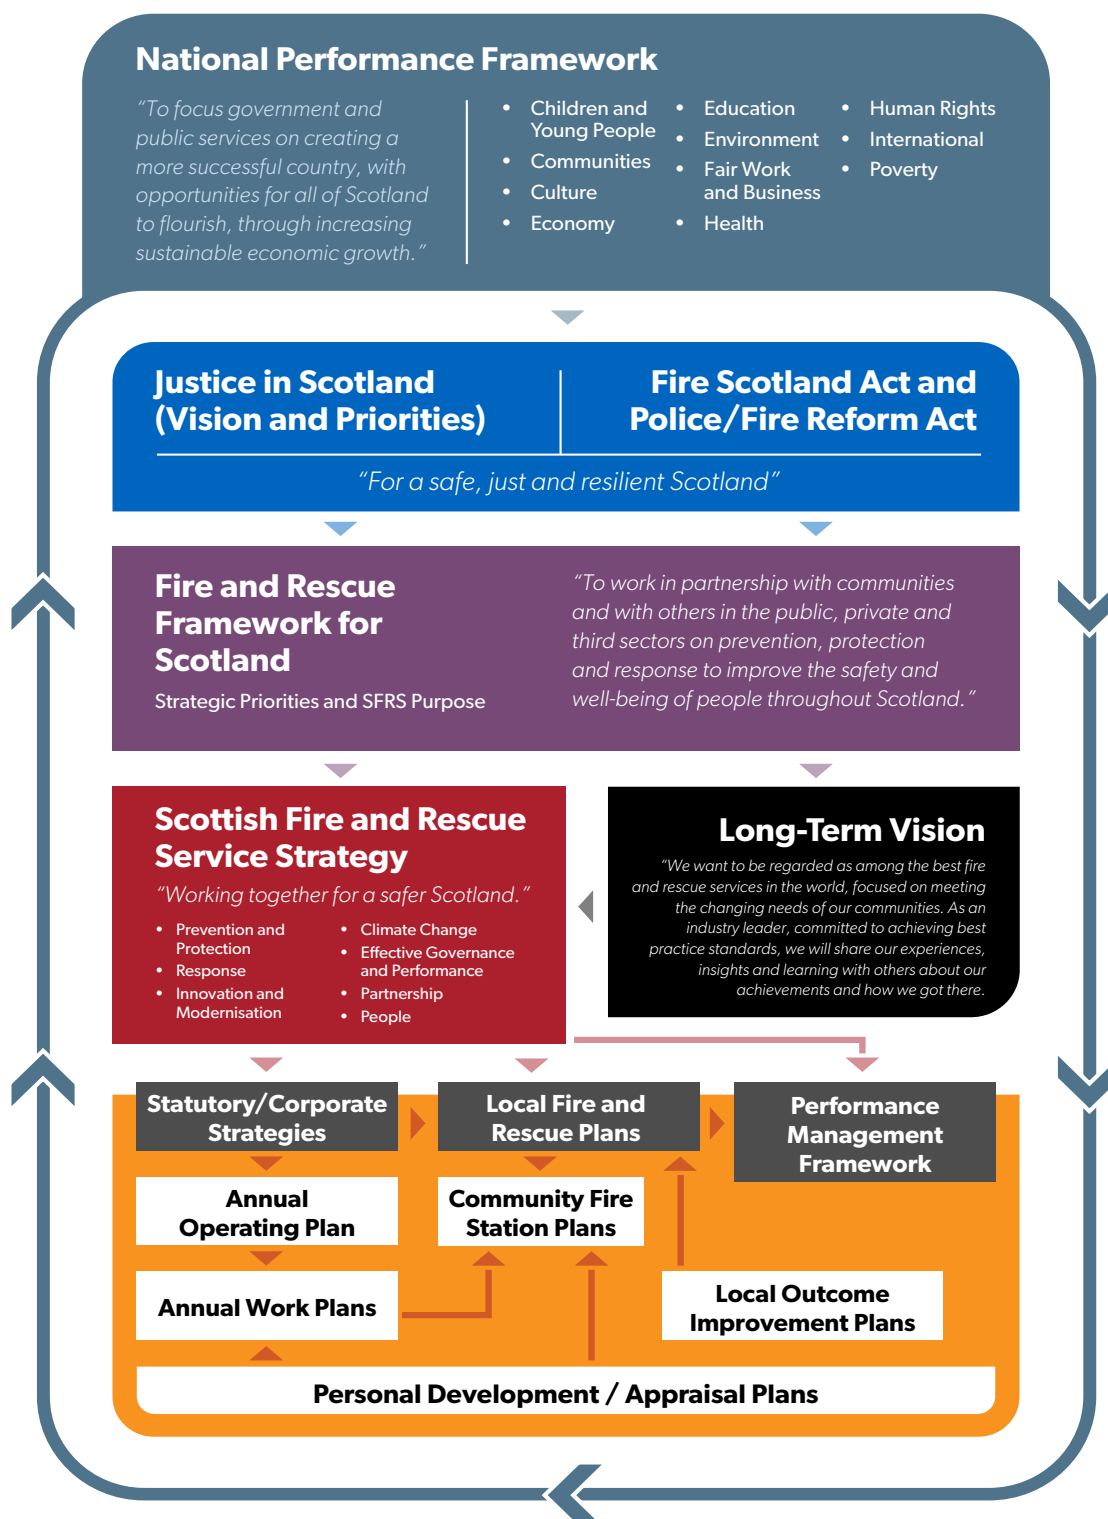 National Performance Framework
“To focus government and
public services on creating a
more successful country, with
opportunities for all of Scotland
to flourish, through increasing
sustainable economic growth.”
• Children and
Young People
• Communities
• Culture
• Economy
• Education
• Environment
• Fair Work
and Business
• Health
• Human Rights
• International
• Poverty
Justice in Scotland
(Vision and Priorities)
Fire Scotland Act and
Police/Fire Reform Act
“For a safe, just and resilient Scotland”
Fire and Rescue
Framework for
Scotland
Strategic Priorities and SFRS Purpose
“To work in partnership with communities
and with others in the public, private and
third sectors on prevention, protection
and response to improve the safety and
well-being of people throughout Scotland.”
Scottish Fire and Rescue
Service Strategy
“Working together for a safer Scotland.”
• Prevention and
Protection
• Response
• Innovation and
Modernisation
• Climate Change
• Effective Governance
and Performance
• Partnership
• People
Long-Term Vision
“We want to be regarded as among the best fire
and rescue services in the world, focused on meeting
the changing needs of our communities. As an
industry leader, committed to achieving best
practice standards, we will share our experiences,
insights and learning with others about our
achievements and how we got there.
Statutory/Corporate
Strategies
Local Fire and
Rescue Plans
Performance
Management
Framework
Annual
Operating Plan
Community Fire
Station Plans
Annual Work Plans
Local Outcome
Improvement Plans
Personal Development / Appraisal Plans